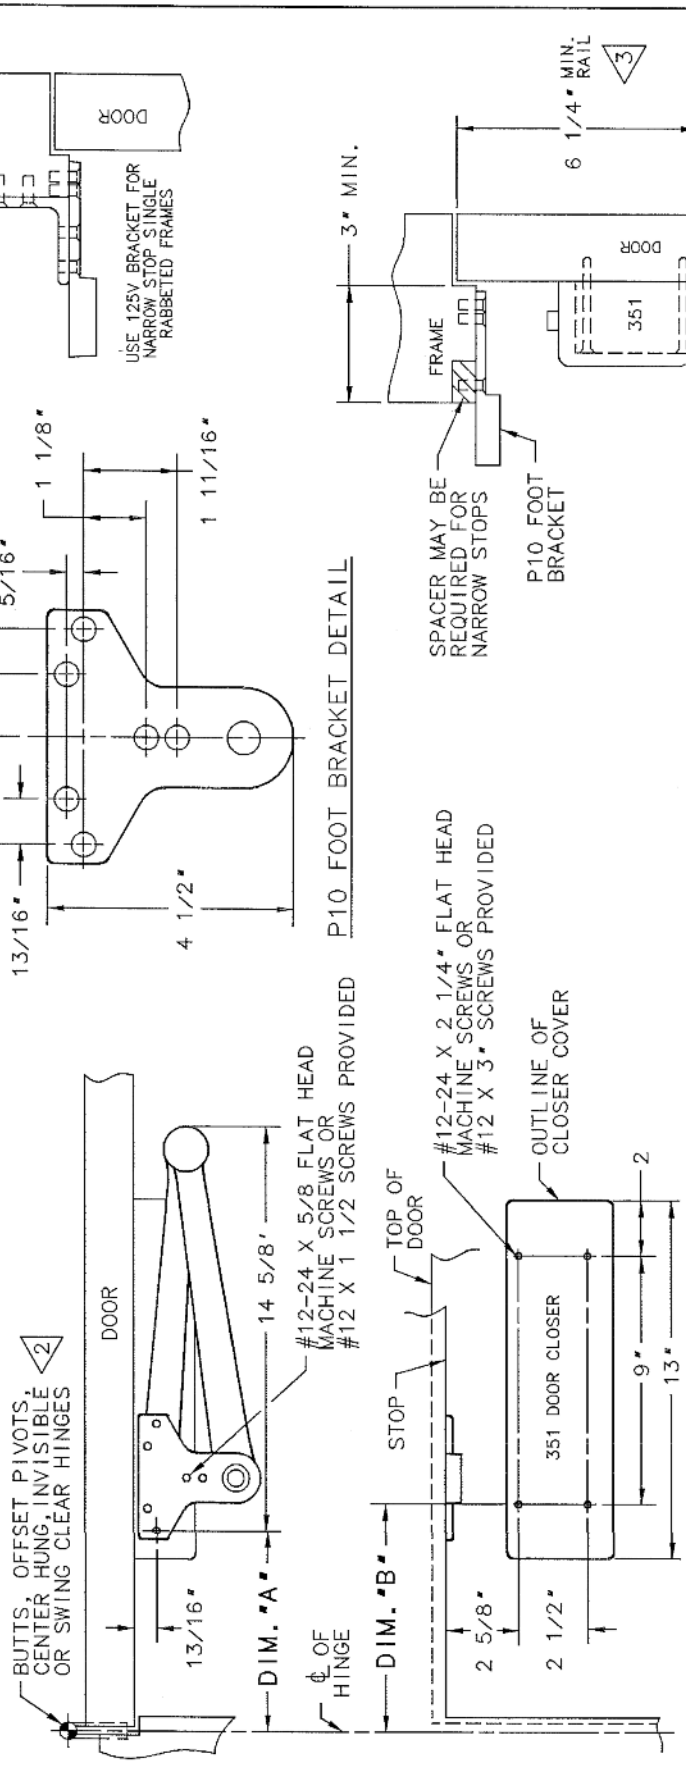 BUTTS, OFFSET PIVOTS,
CENTER HUNG, INVISIBLE
OR SWING CLEAR HINGES
2
DOOR
13/16"
DIM. "A"
14 5/8'
#12-24 X 5/8 FLAT HEAD
MACHINE SCREWS OR
#12 X 1 1/2 SCREWS PROVIDED
℄ OF
HINGE
DIM. "B"
STOP
TOP OF
DOOR
#12-24 X 2 1/4" FLAT HEAD
MACHINE SCREWS OR
#12 X 3" SCREWS PROVIDED
OUTLINE OF
CLOSER COVER
2 5/8"
2 1/2"
351 DOOR CLOSER
2
9"
13"
13/16"
5/16"
1 1/8"
1 11/16"
4 1/2"
P10 FOOT BRACKET DETAIL
DOOR
USE 125V BRACKET FOR
NARROW STOP SINGLE
RABBETED FRAMES
3" MIN.
FRAME
SPACER MAY BE
REQUIRED FOR
NARROW STOPS
P10 FOOT
BRACKET
6 1/4" MIN.
RAIL
3
DOOR
351